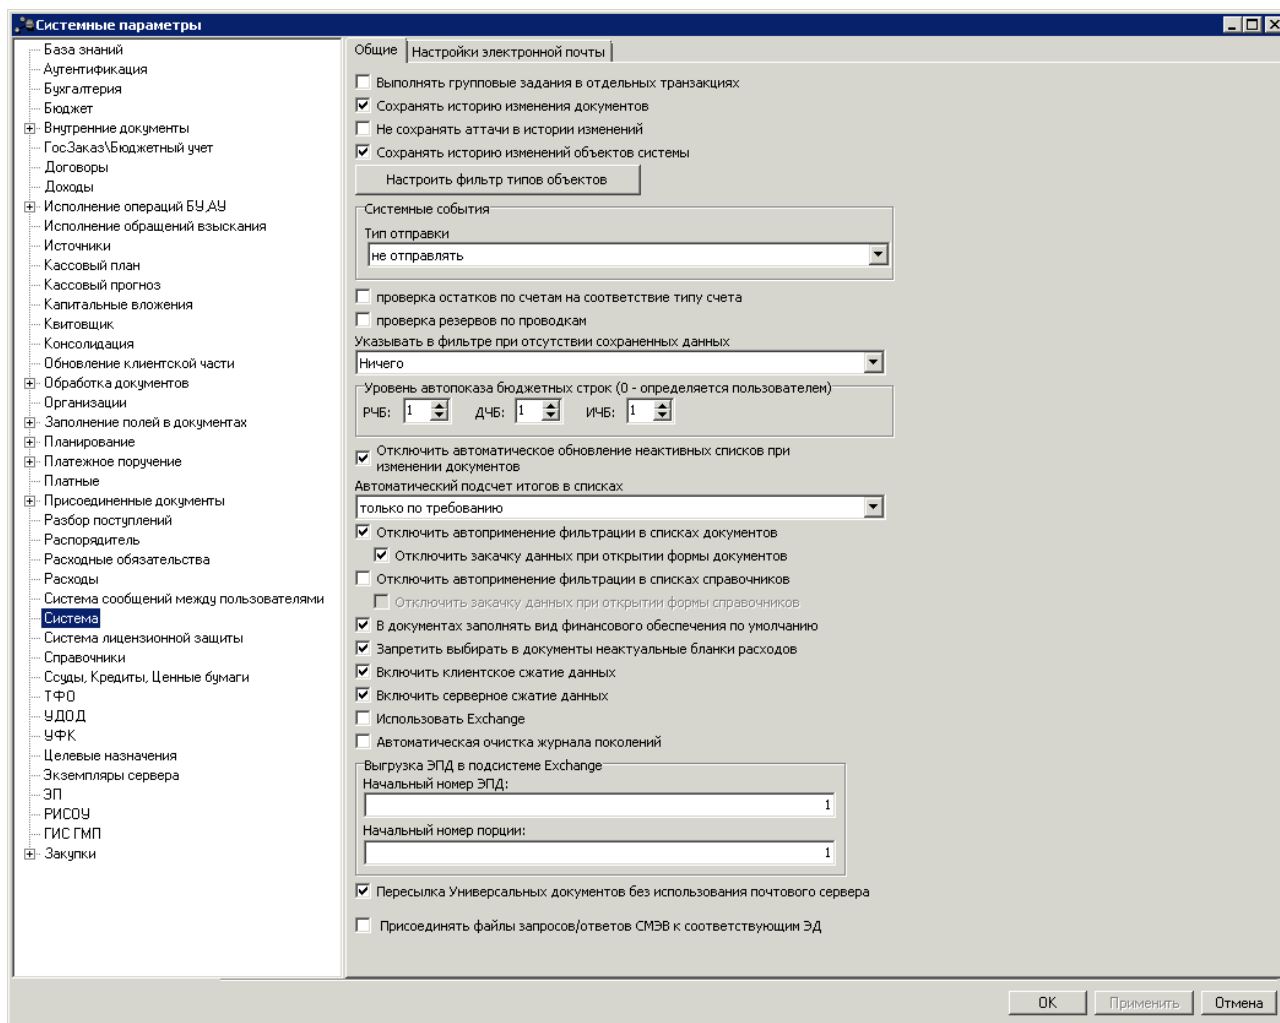 Системные параметры
База знаний
Аутентификация
Бухгалтерия
Бюджет
Внутренние документы
ГосЗаказ\Бюджетный учет
Договоры
Доходы
Исполнение операций БУ,АУ
Исполнение обращений взыскания
Источники
Кассовый план
Кассовый прогноз
Капитальные вложения
Квитовщик
Консолидация
Обновление клиентской части
Обработка документов
Организации
Заполнение полей в документах
Планирование
Платежное поручение
Платные
Присоединенные документы
Разбор поступлений
Распорядитель
Расходные обязательства
Расходы
Система сообщений между пользователями
Система
Система лицензионной защиты
Справочники
Ссуды, Кредиты, Ценные бумаги
ТФО
УДОД
УФК
Целевые назначения
Экземпляры сервера
ЭП
РИСОУ
ГИС ГМП
Закупки
Общие
Настройки электронной почты
Выполнять групповые задания в отдельных транзакциях
Сохранять историю изменения документов
Не сохранять аттачи в истории изменений
Сохранять историю изменений объектов системы
Настроить фильтр типов объектов
Системные события
Тип отправки
не отправлять
проверка остатков по счетам на соответствие типу счета
проверка резервов по проводкам
Указывать в фильтре при отсутствии сохраненных данных
Ничего
Уровень автопоказа бюджетных строк (0 - определяется пользователем)
РЧБ: 1 ДЧБ: 1 ИЧБ: 1
Отключить автоматическое обновление неактивных списков при
изменении документов
Автоматический подсчет итогов в списках
только по требованию
Отключить автоприменение фильтрации в списках документов
Отключить закачку данных при открытии формы документов
Отключить автоприменение фильтрации в списках справочников
Отключить закачку данных при открытии формы справочников
В документах заполнять вид финансового обеспечения по умолчанию
Запретить выбирать в документы неактуальные бланки расходов
Включить клиентское сжатие данных
Включить серверное сжатие данных
Использовать Exchange
Автоматическая очистка журнала поколений
Выгрузка ЭПД в подсистеме Exchange
Начальный номер ЭПД:
1
Начальный номер порции:
1
Пересылка Универсальных документов без использования почтового сервера
Присоединять файлы запросов/ответов СМЭВ к соответствующим ЭД
OK Применить Отмена